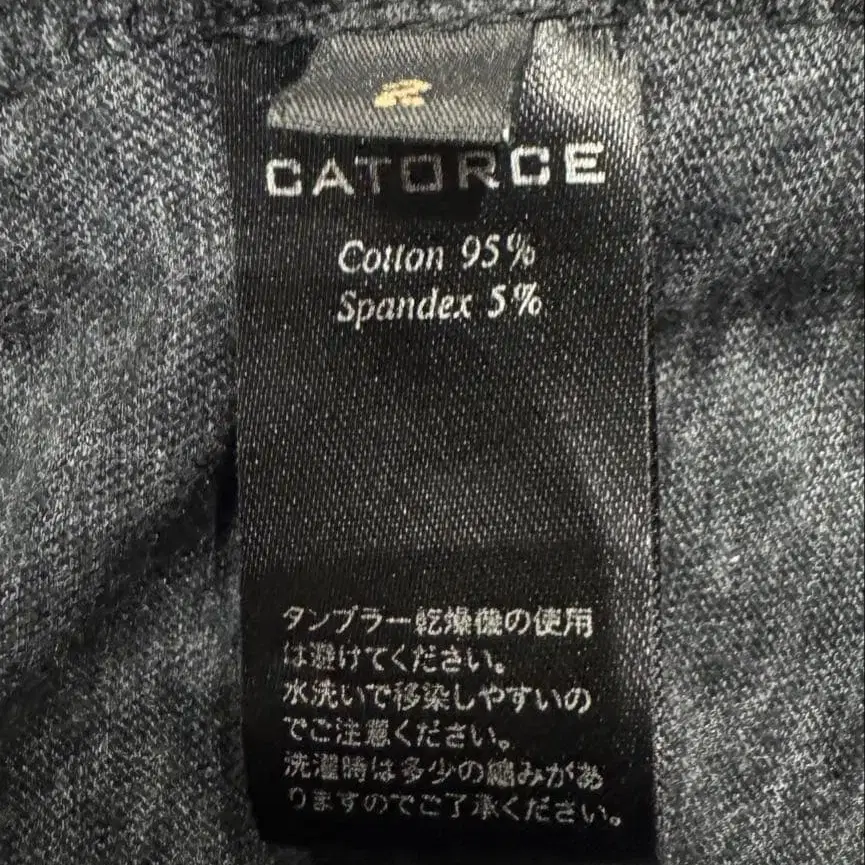 2
CATORCE
Cotton 95%
Spandex 5%
タンブラー乾燥機の使用
は避けてください。
水洗いで移染しやすいの
でご注意ください。
洗濯時は多少の縮みがあ
りますのでご了承ください。